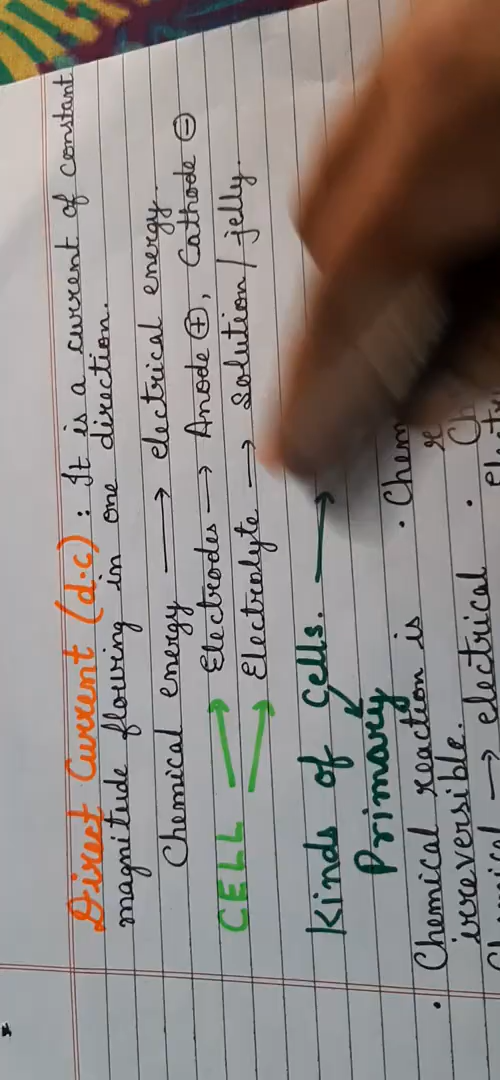 Direct Current (d.c) : It is a current of constant
magnitude flowing in one direction.
Chemical energy → electrical energy.
CELL → Electrodes → Anode ⊕, Cathode ⊖
→ Electrolyte → Solution / jelly.
Kinds of Cells. →
Primary
• Chemical reaction is • Chem
irreversible.
→ electrical • Ch